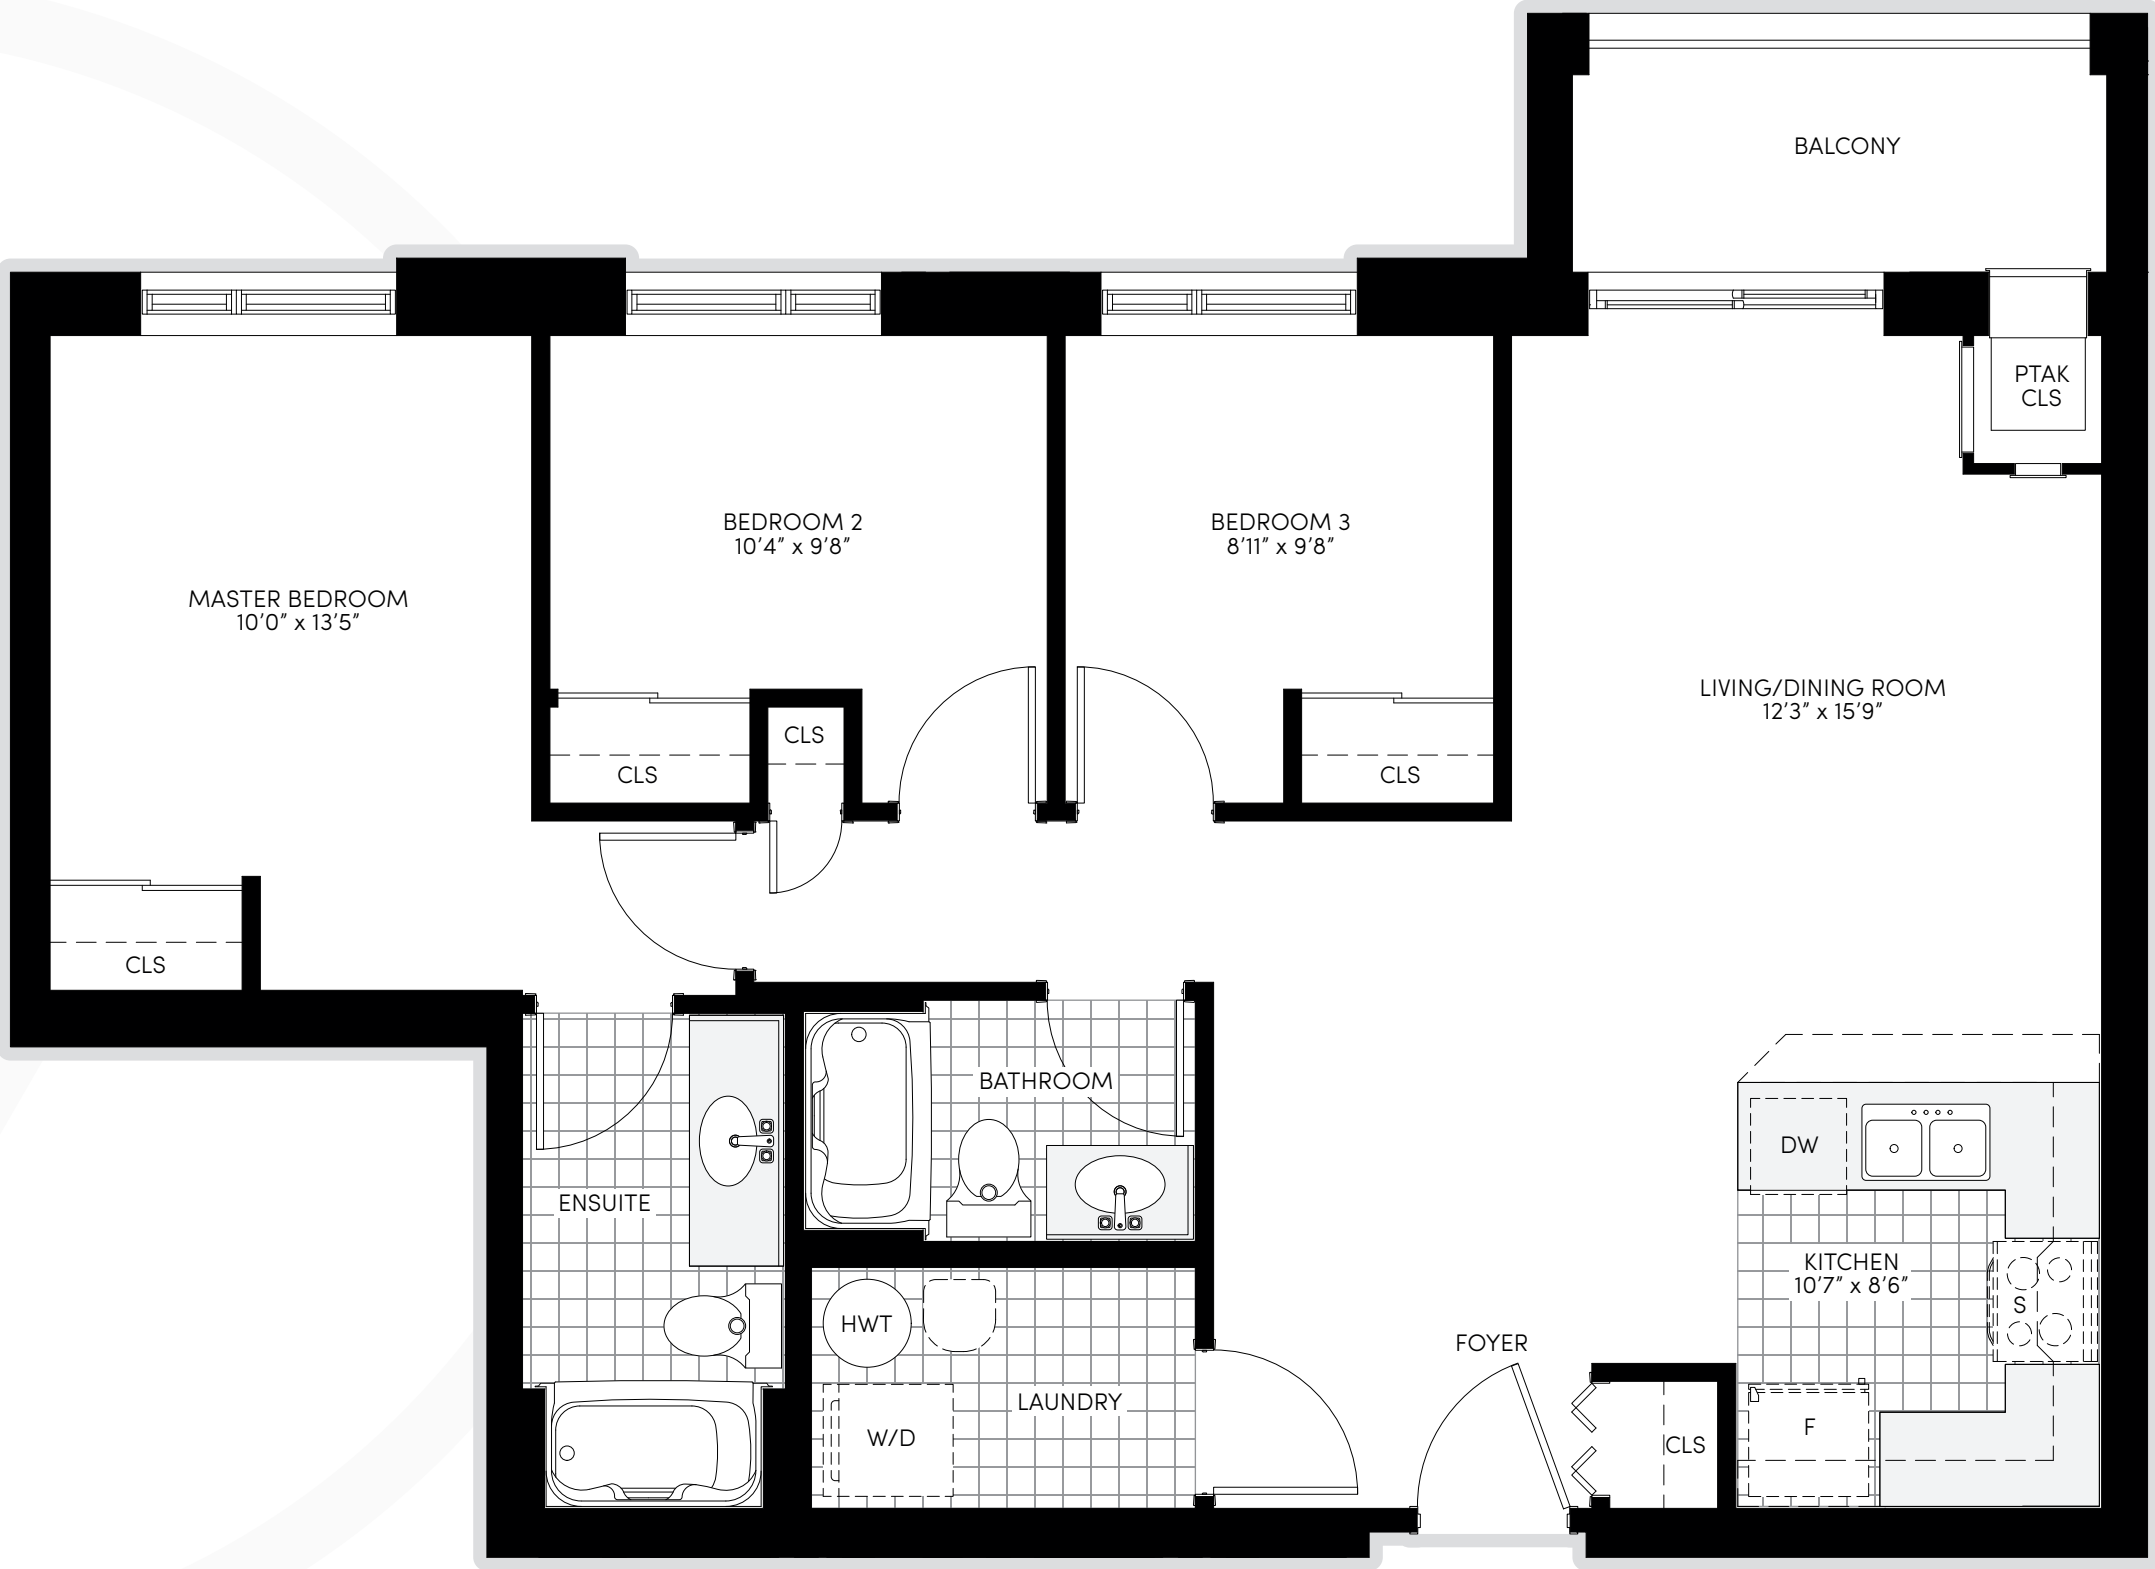 BALCONY
PTAK
CLS
BEDROOM 2
10'4" x 9'8"
BEDROOM 3
8'11" x 9'8"
MASTER BEDROOM
10'0" x 13'5"
LIVING/DINING ROOM
12'3" x 15'9"
CLS
CLS
CLS
CLS
BATHROOM
DW
ENSUITE
KITCHEN
10'7" x 8'6"
S
HWT
FOYER
LAUNDRY
W/D
F
CLS